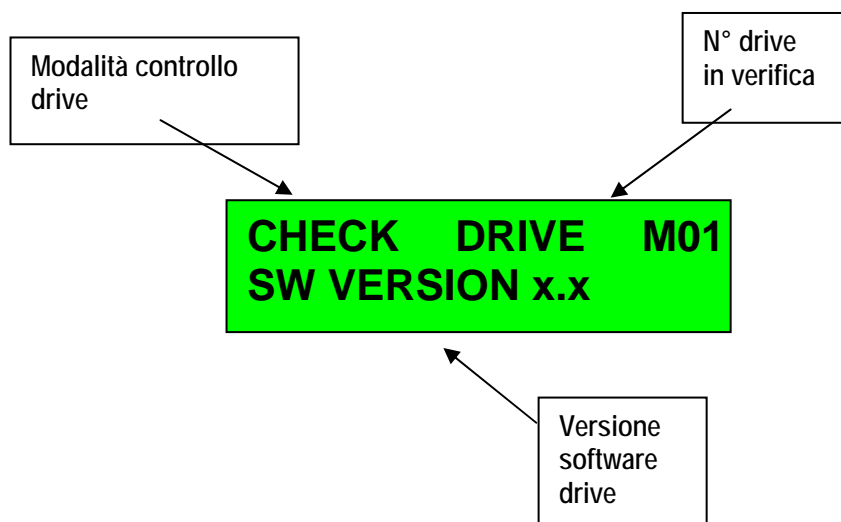 Modalità controllo
drive
N° drive
in verifica
CHECK DRIVE M01
SW VERSION x.x
Versione
software
drive